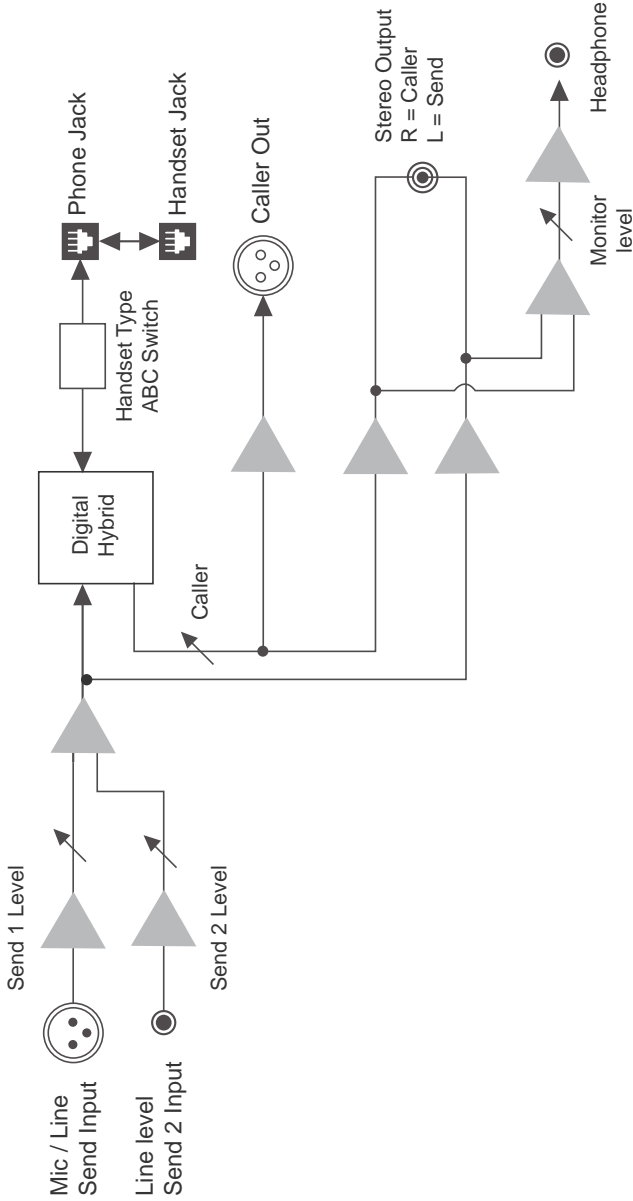 Mic / Line
Send Input
Send 1 Level
Line level
Send 2 Input
Send 2 Level
Digital
Hybrid
Caller
Handset Type
ABC Switch
Phone Jack
Handset Jack
Caller Out
Stereo Output
R = Caller
L = Send
Monitor
level
Headphone